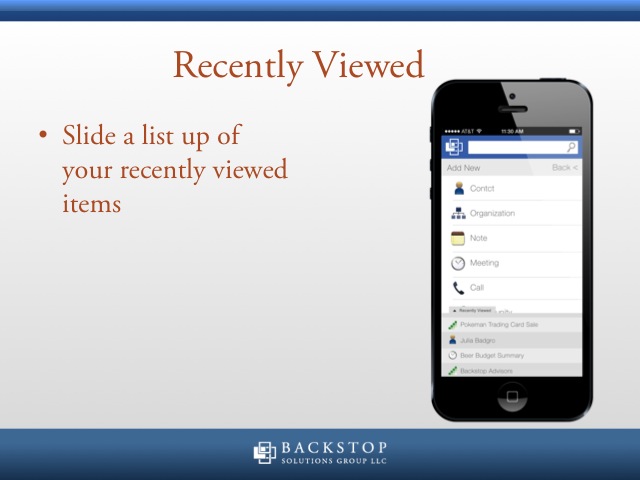 Recently Viewed
• Slide a list up of
your recently viewed
items
AT&T 11:30 AM
Add New Back <
Contct
Organization
Note
Meeting
Call
Recently Viewed
Pokeman Trading Card Sale
Julia Badgro
Beer Budget Summary
Backstop Advisors
BACKSTOP
SOLUTIONS GROUP LLC